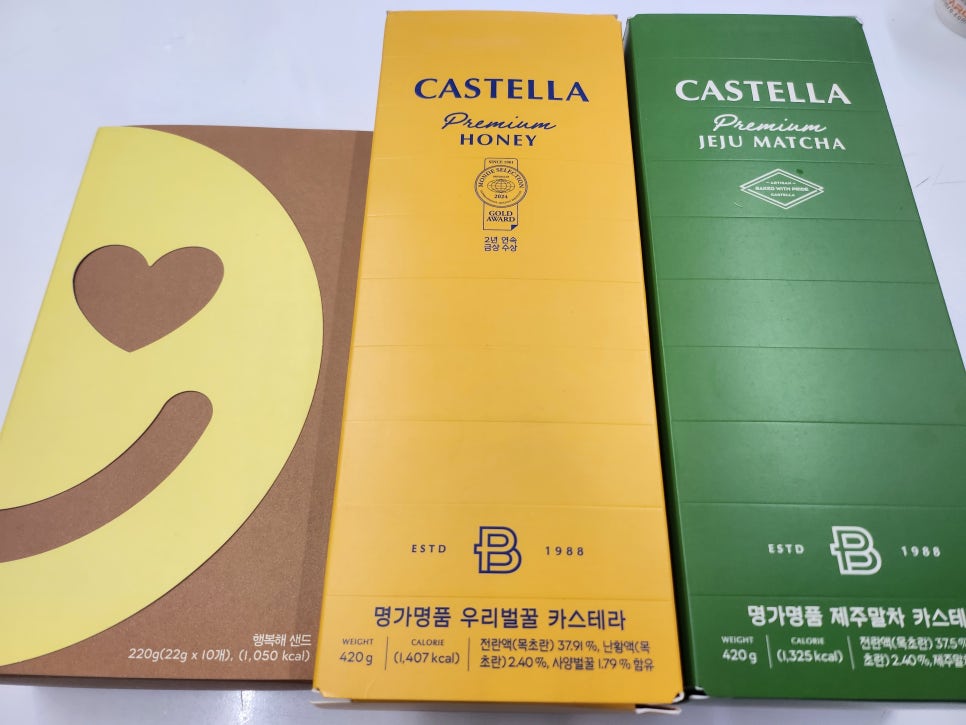 행복해 샌드
220g(22g x 10개), (1,050 kcal)
CASTELLA
Premium
HONEY
SINCE 1961
MONDE SELECTION
2024
GOLD
AWARD
2년 연속
금상 수상
ESTD B 1988
명가명품 우리벌꿀 카스테라
WEIGHT
420 g
CALORIE
(1,407 kcal)
전란액(목초란) 37.91 %, 난황액(목
초란) 2.40 %, 사양벌꿀 1.79 % 함유
CASTELLA
Premium
JEJU MATCHA
ARTISAN
BAKED WITH PRIDE
CASTELLA
ESTD B 1988
명가명품 제주말차 카스테
WEIGHT
420 g
CALORIE
(1,325 kcal)
전란액(목초란) 37.5%
초란) 2.40 %, 제주말차